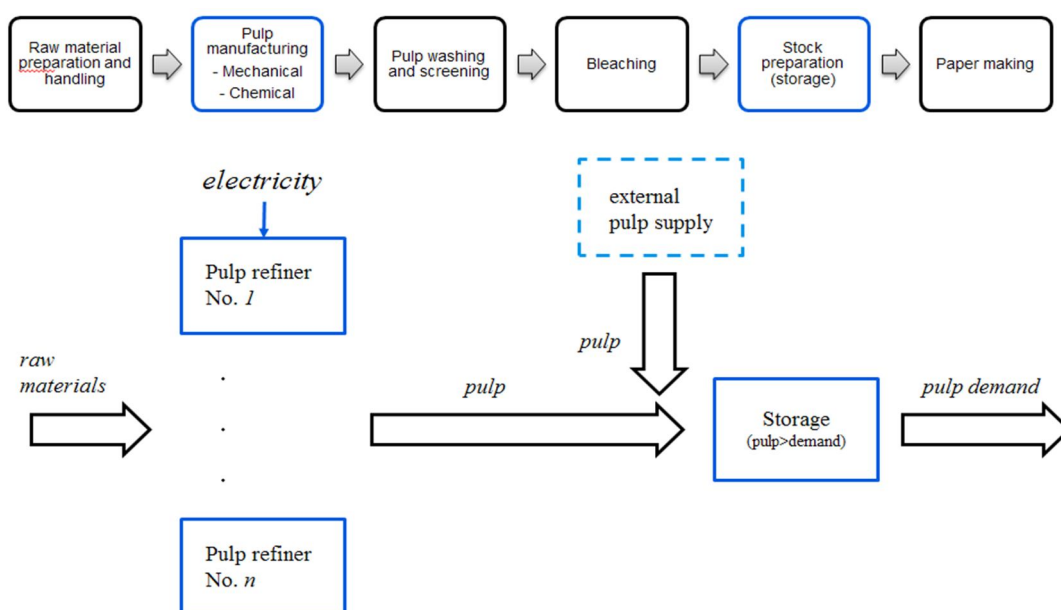 Raw material
preparation and
handling
Pulp
manufacturing
- Mechanical
- Chemical
Pulp washing
and screening
Bleaching
Stock
preparation
(storage)
Paper making
electricity
Pulp refiner
No. 1
external
pulp supply
raw
materials
.
.
.
pulp
pulp
Storage
(pulp>demand)
pulp demand
Pulp refiner
No. n